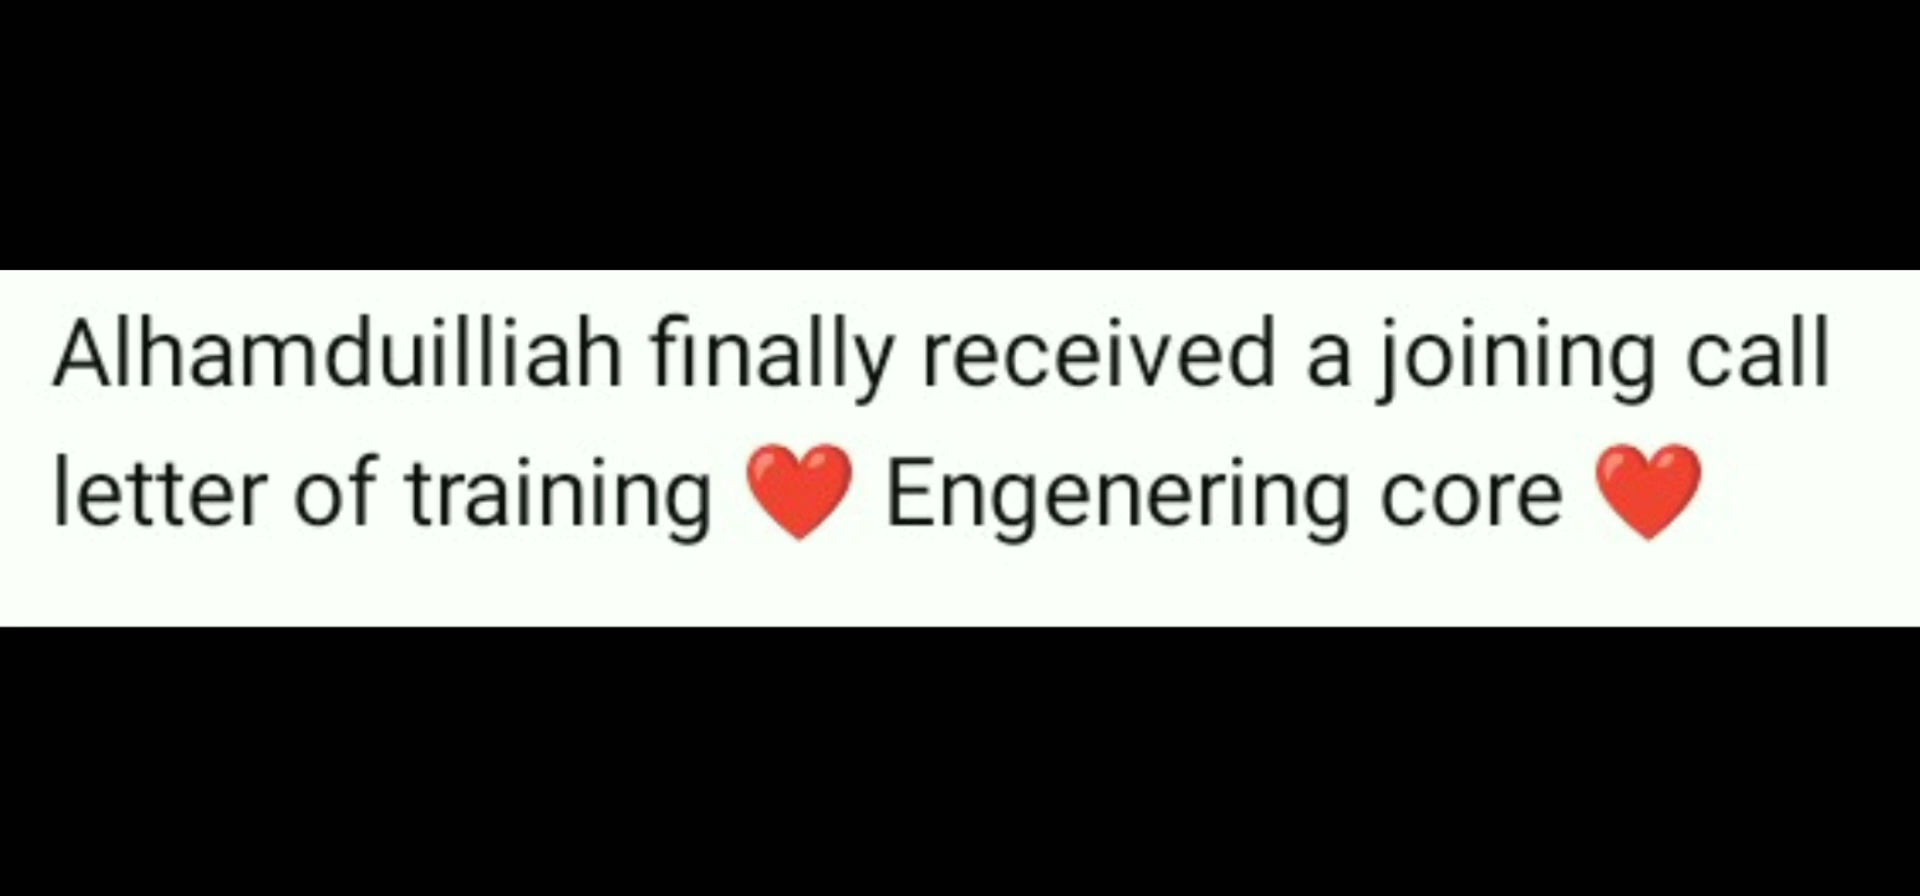 Alhamduilliah finally received a joining call
letter of training ❤️ Engenering core ❤️